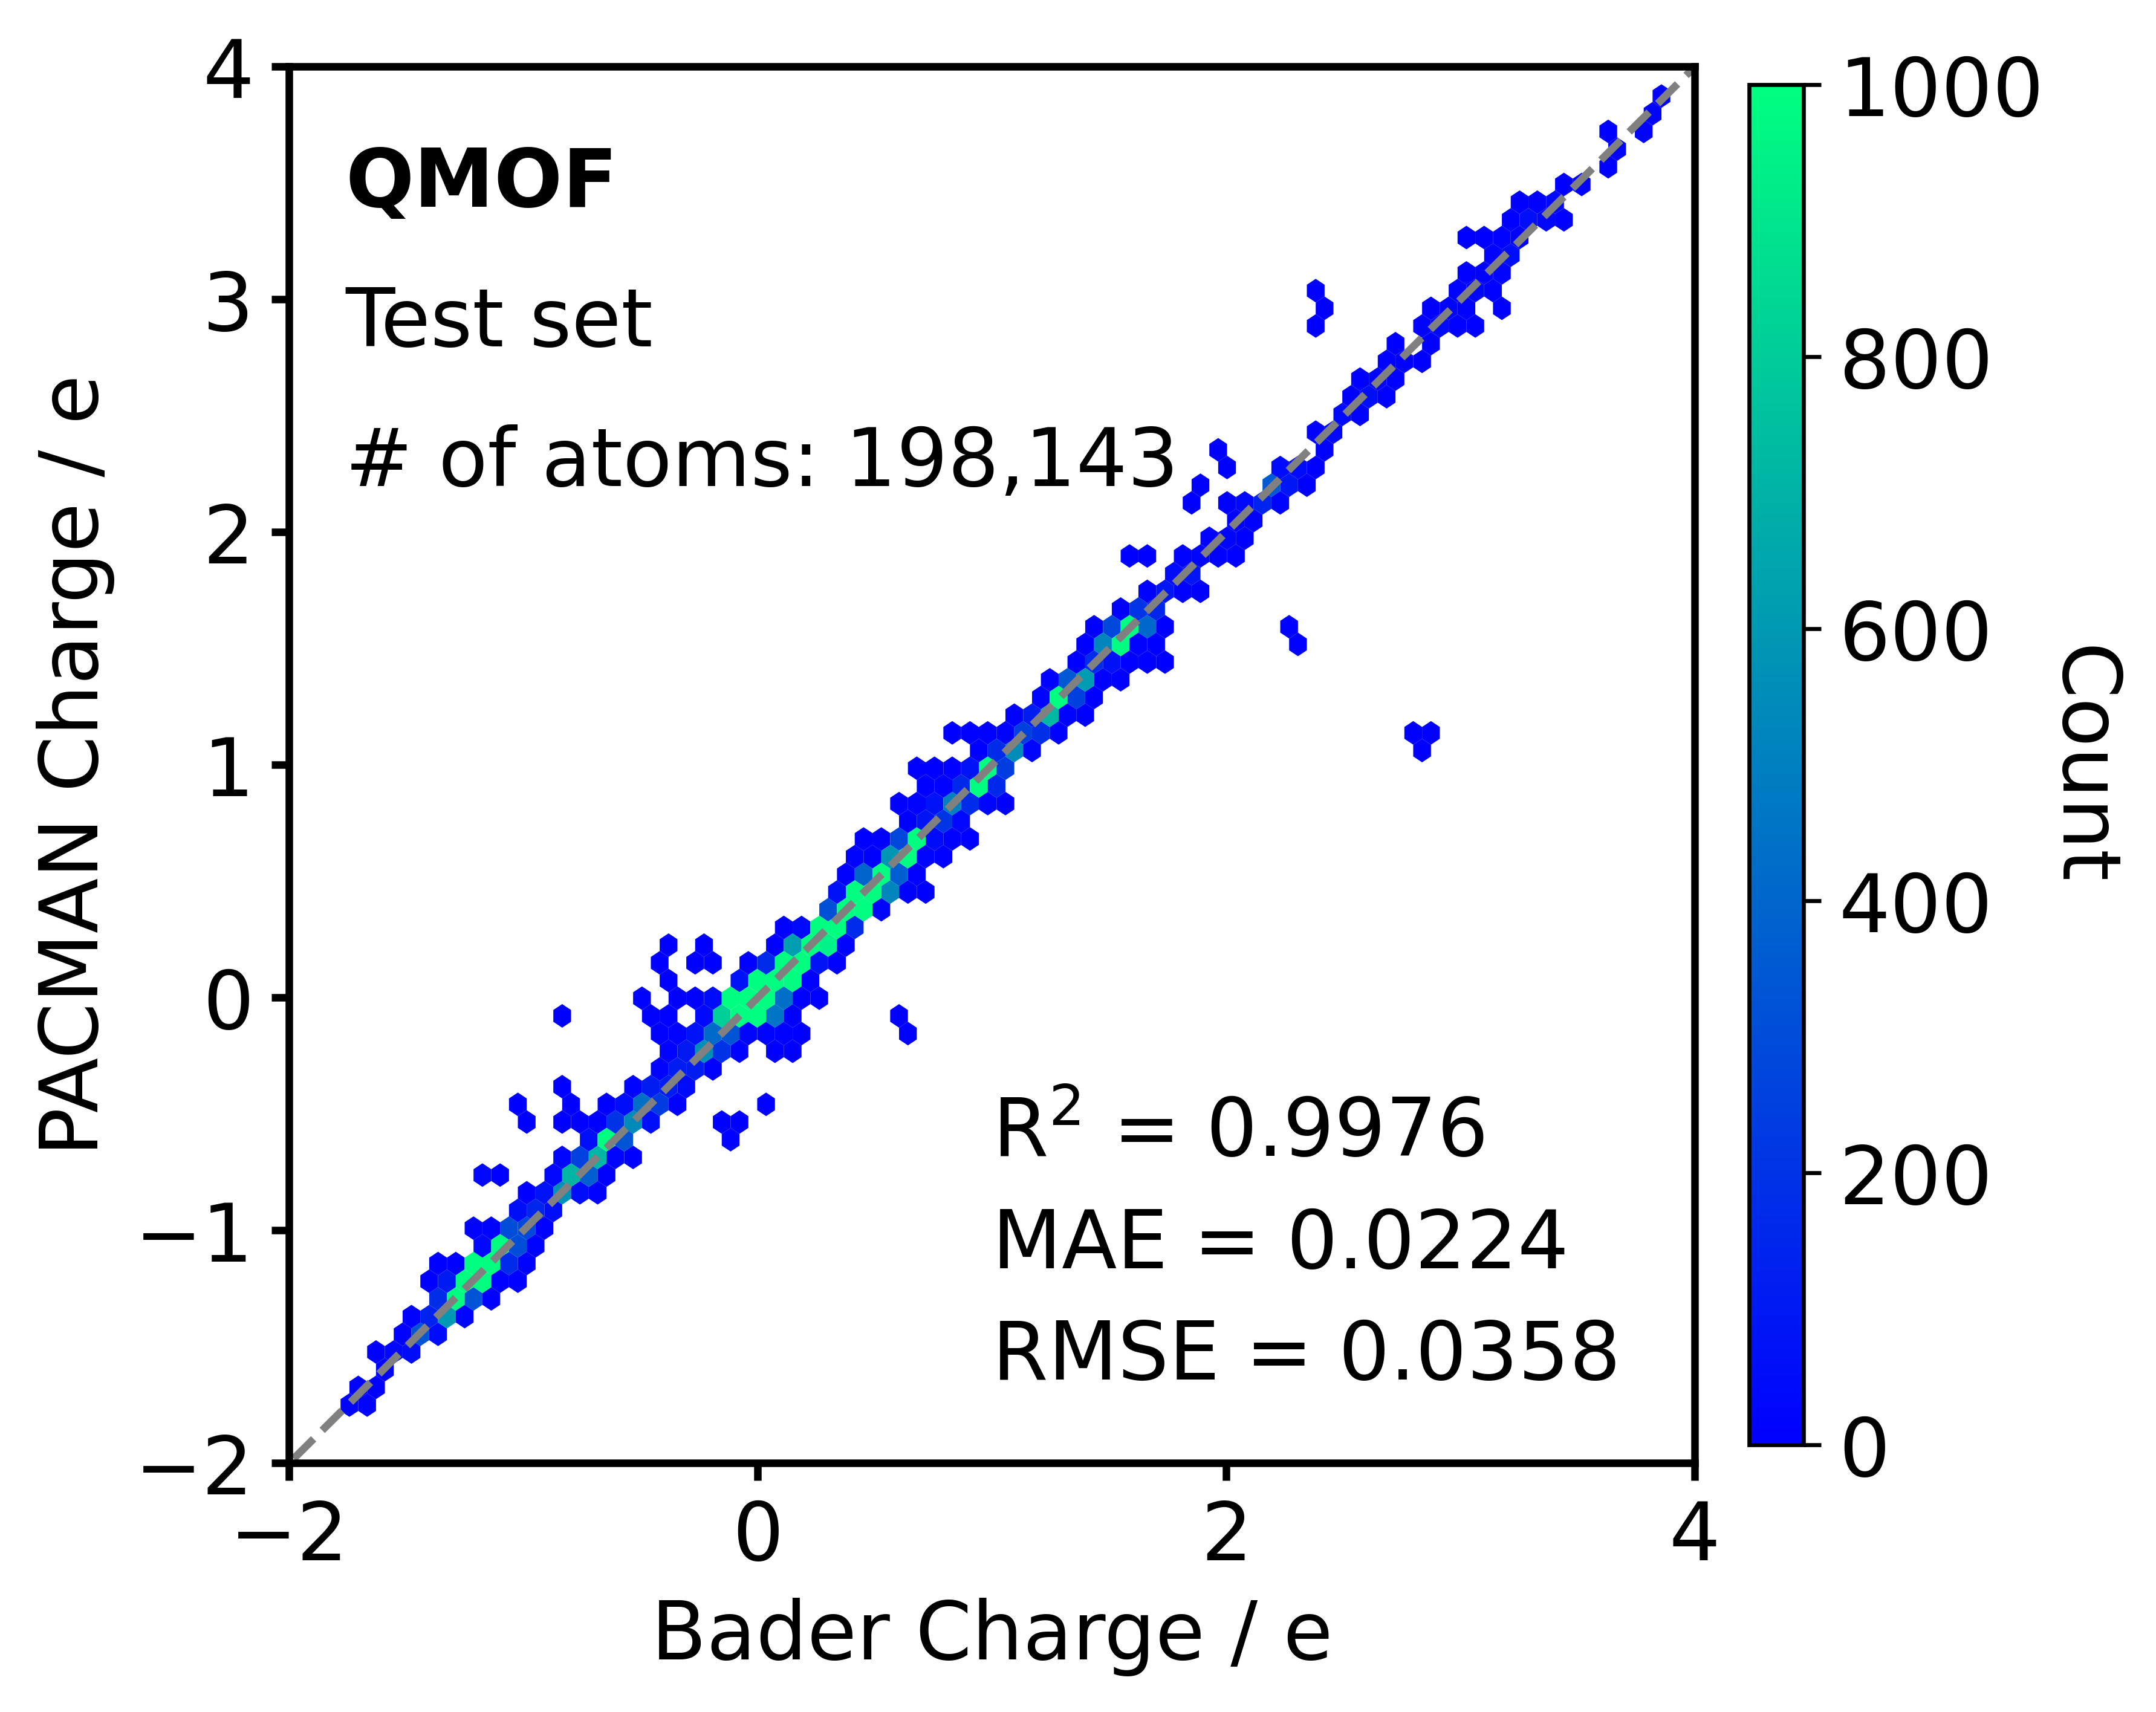 QMOF
Test set
# of atoms: 198,143
R² = 0.9976
MAE = 0.0224
RMSE = 0.0358
PACMAN Charge / e
4
3
2
1
0
−1
−2
−2
0
2
4
Bader Charge / e
1000
800
600
400
200
0
Count